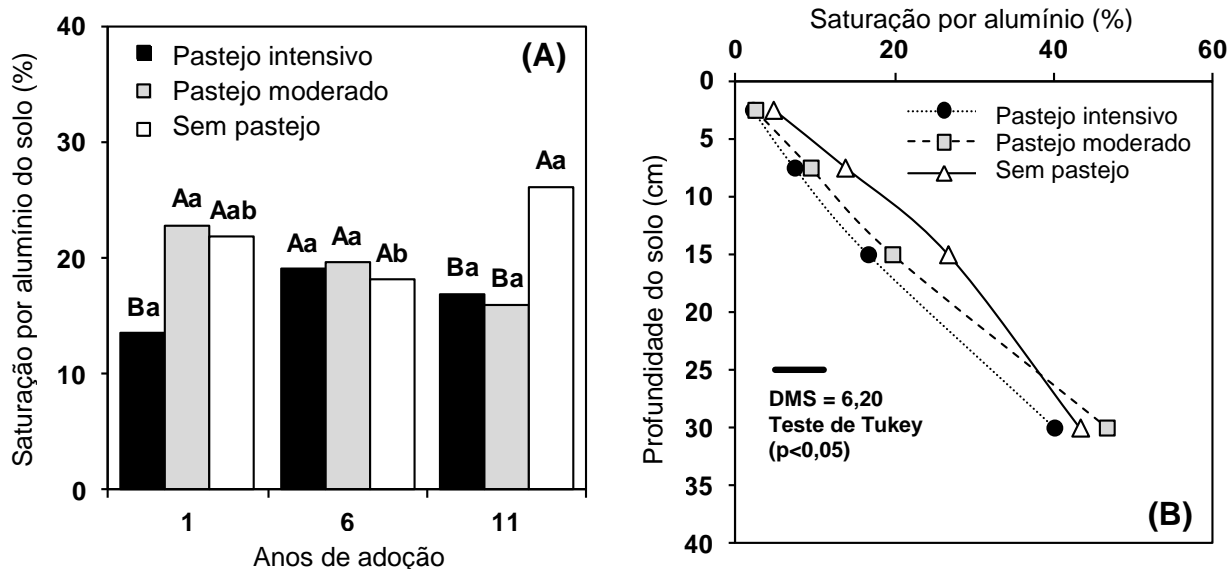 Saturação por alumínio do solo (%)
40
30
20
10
0
Pastejo intensivo
Pastejo moderado
Sem pastejo
(A)
Ba
Aa
Aab
Aa
Aa
Ab
Ba
Ba
Aa
1
6
11
Anos de adoção
Saturação por alumínio (%)
0
20
40
60
Profundidade do solo (cm)
0
5
10
15
20
25
30
35
40
Pastejo intensivo
Pastejo moderado
Sem pastejo
DMS = 6,20
Teste de Tukey
(p<0,05)
(B)